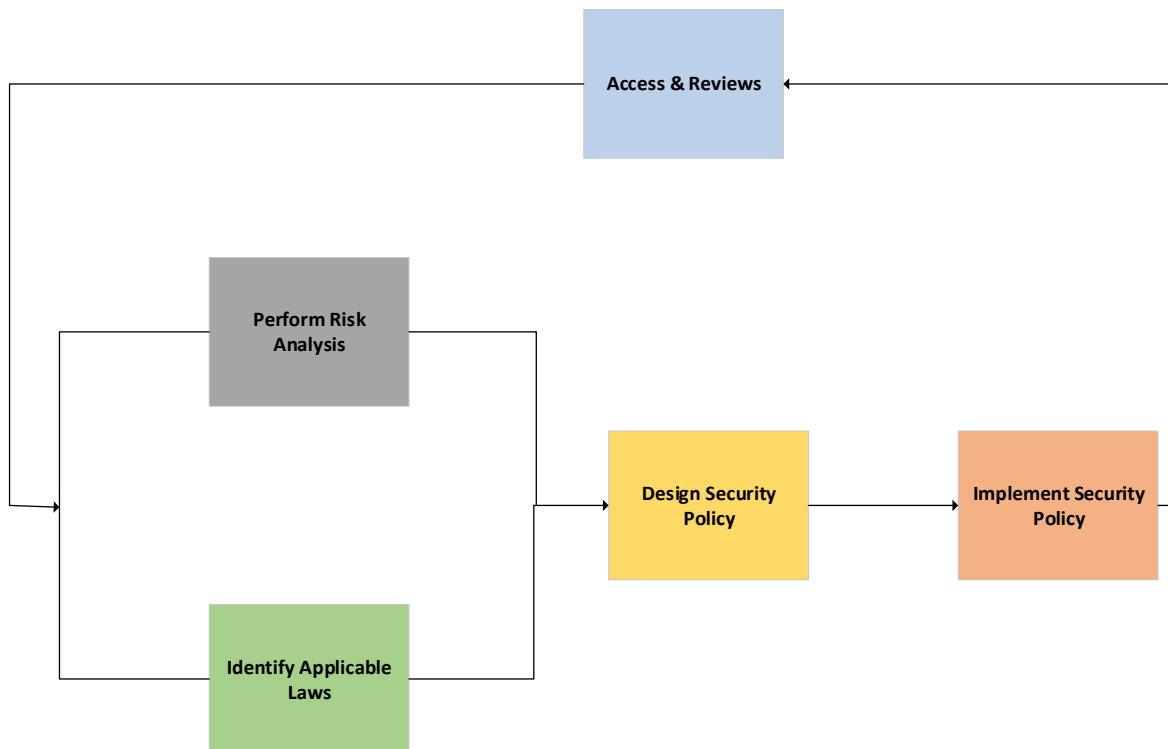 Access & Reviews
Perform Risk
Analysis
Design Security
Policy
Implement Security
Policy
Identify Applicable
Laws